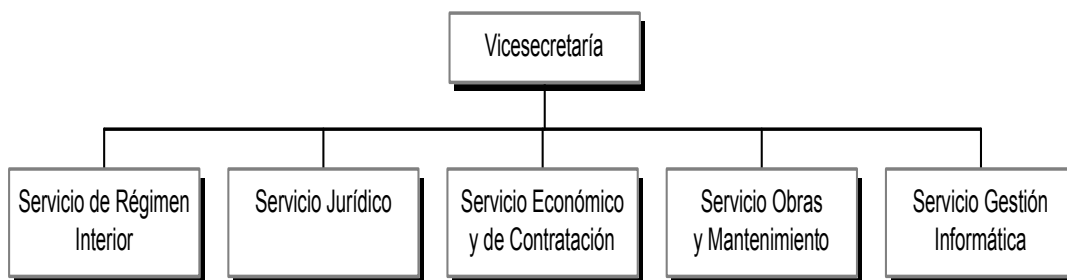 Vicesecretaría
Servicio de Régimen
Interior
Servicio Jurídico
Servicio Económico
y de Contratación
Servicio Obras
y Mantenimiento
Servicio Gestión
Informática